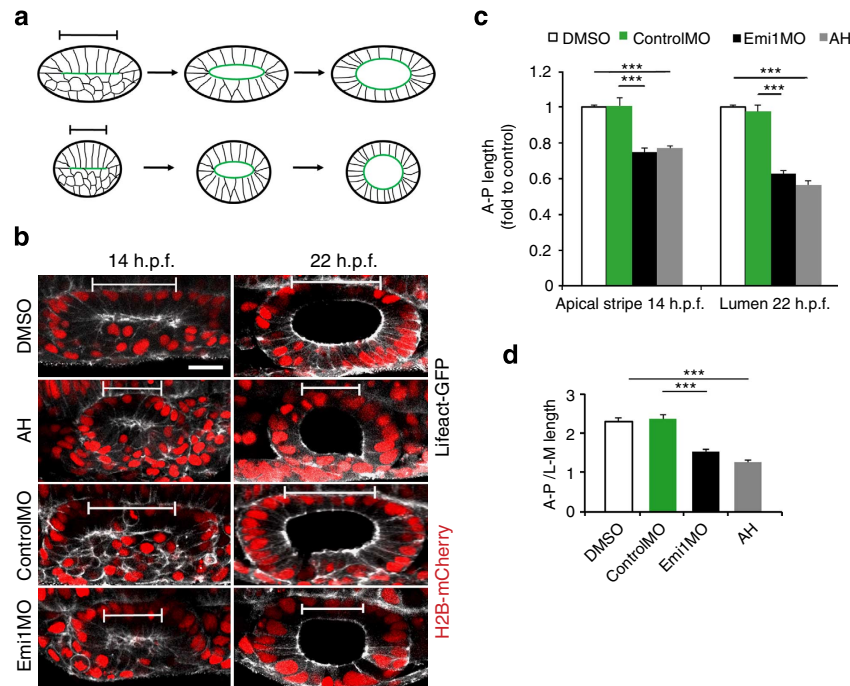 a
b
14 h.p.f.
22 h.p.f.
DMSO
AH
ControlMO
Emi1MO
Lifeact-GFP
H2B-mCherry
c
DMSO ControlMO Emi1MO AH
A-P length
(fold to control)
1.2
1
0.8
0.6
0.4
0.2
0
***
***
***
***
Apical stripe 14 h.p.f.
Lumen 22 h.p.f.
d
A-P /L-M length
3
2
1
0
***
***
DMSO
ControlMO
Emi1MO
AH